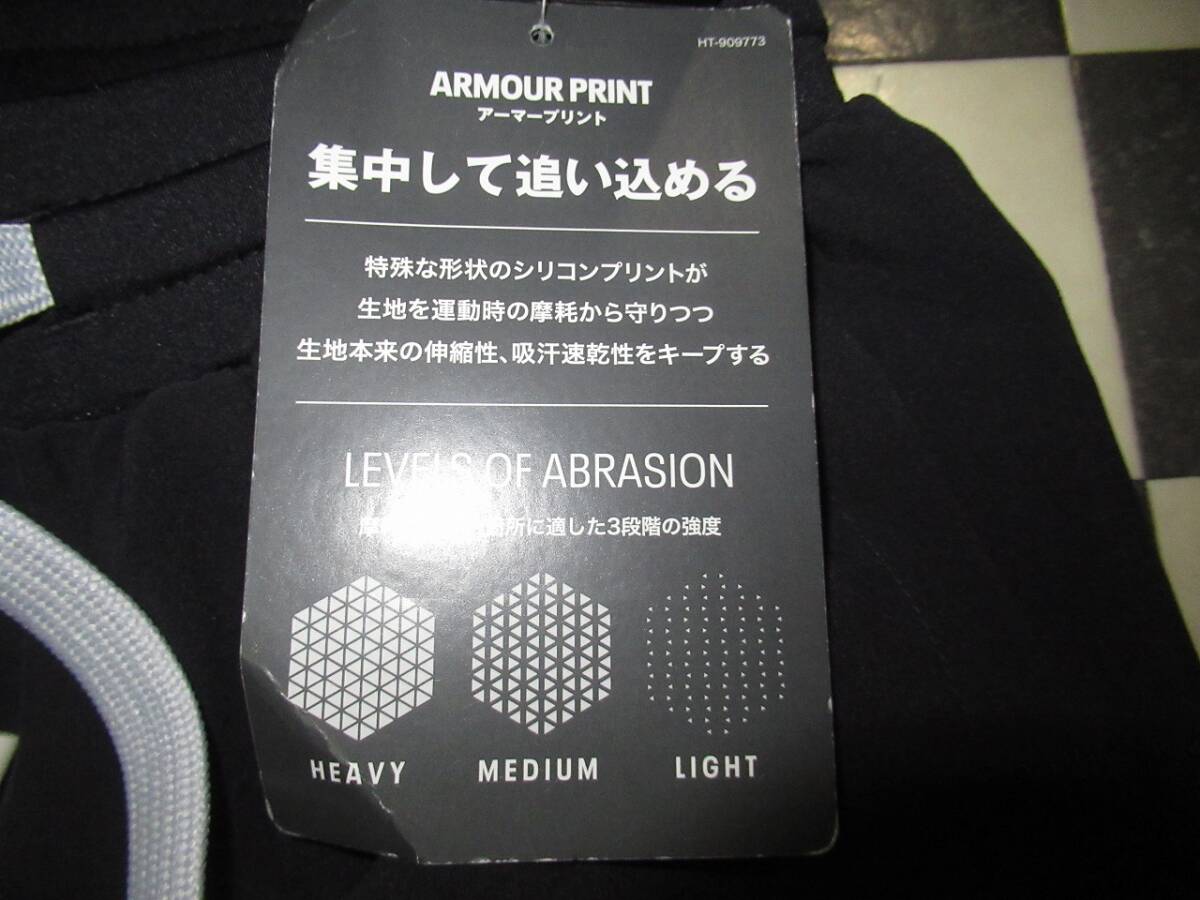 HT-909773
ARMOUR PRINT
アーマープリント
集中して追い込める
特殊な形状のシリコンプリントが
生地を運動時の摩耗から守りつつ
生地本来の伸縮性、吸汗速乾性をキープする
LEVELS OF ABRASION
所に適した3段階の強度
HEAVY
MEDIUM
LIGHT